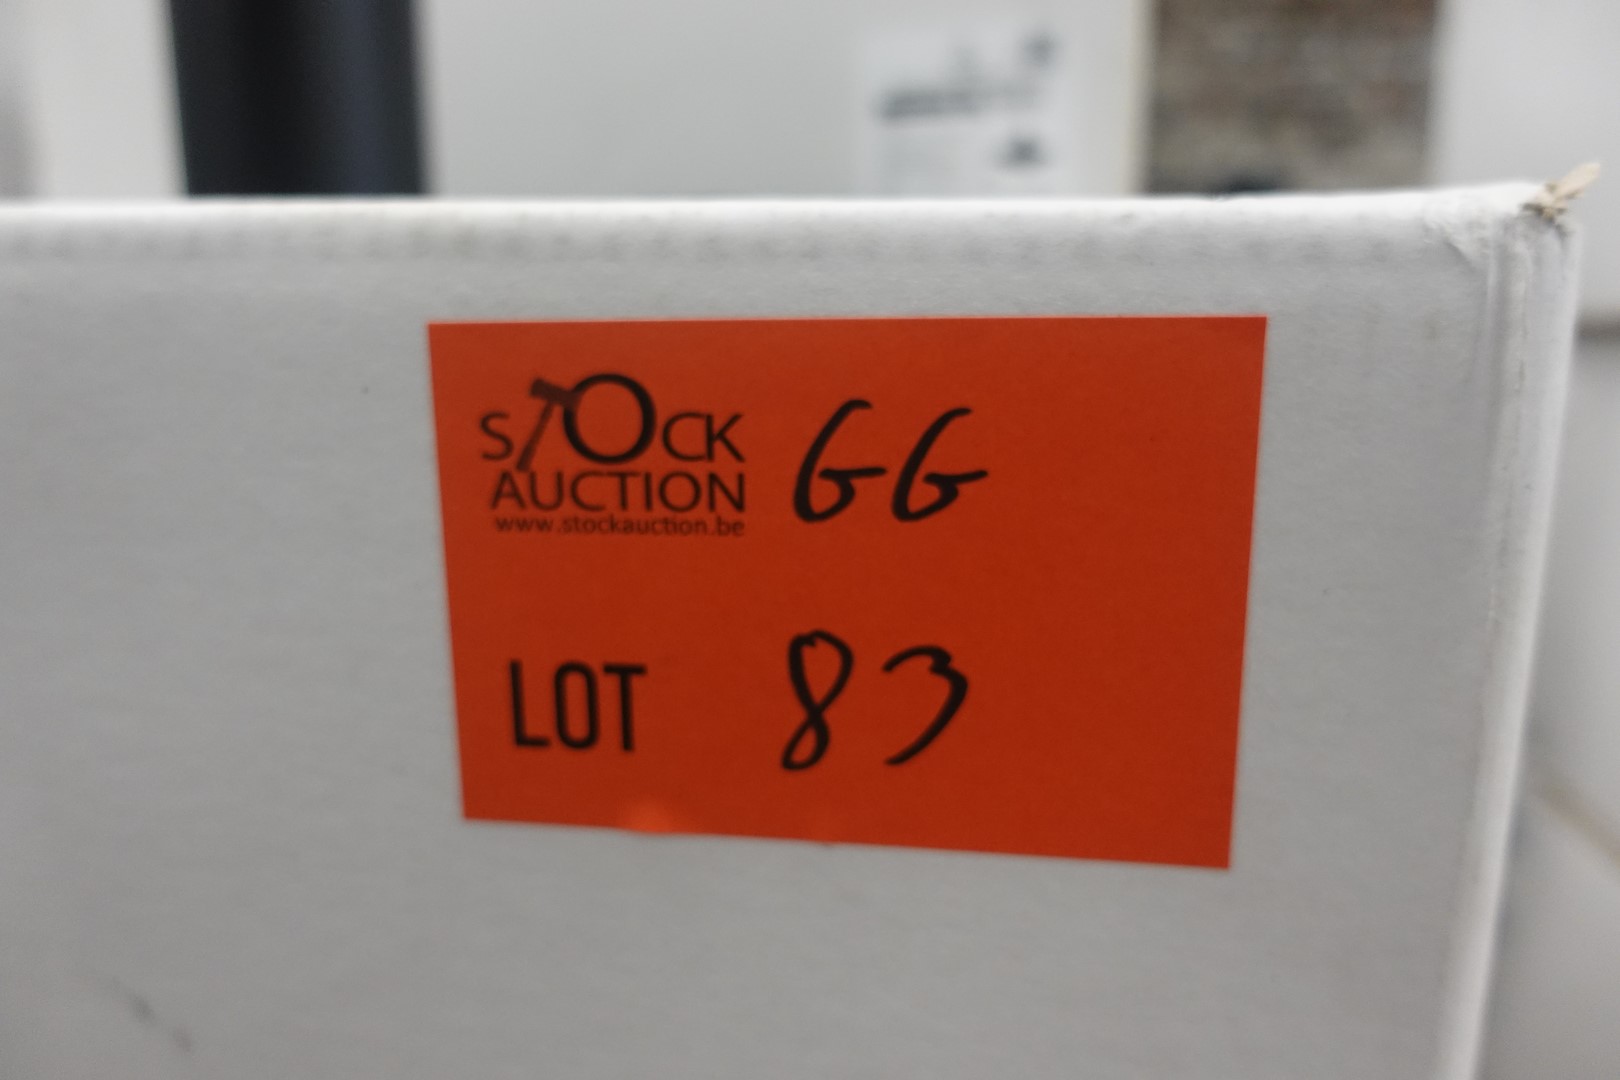 STOCK GG
AUCTION
www.stockauction.be
LOT 83